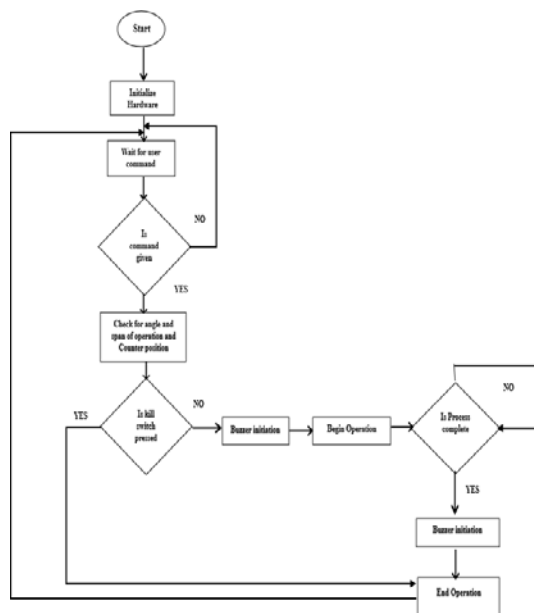 Start
Initialize
Hardware
Wait for user
command
Is
command
given
NO
YES
Check for angle and
span of operation and
Counter position
Is kill
switch
pressed
YES
NO
Buzzer initiation
Begin Operation
Is Process
complete
NO
YES
Buzzer initiation
End Operation